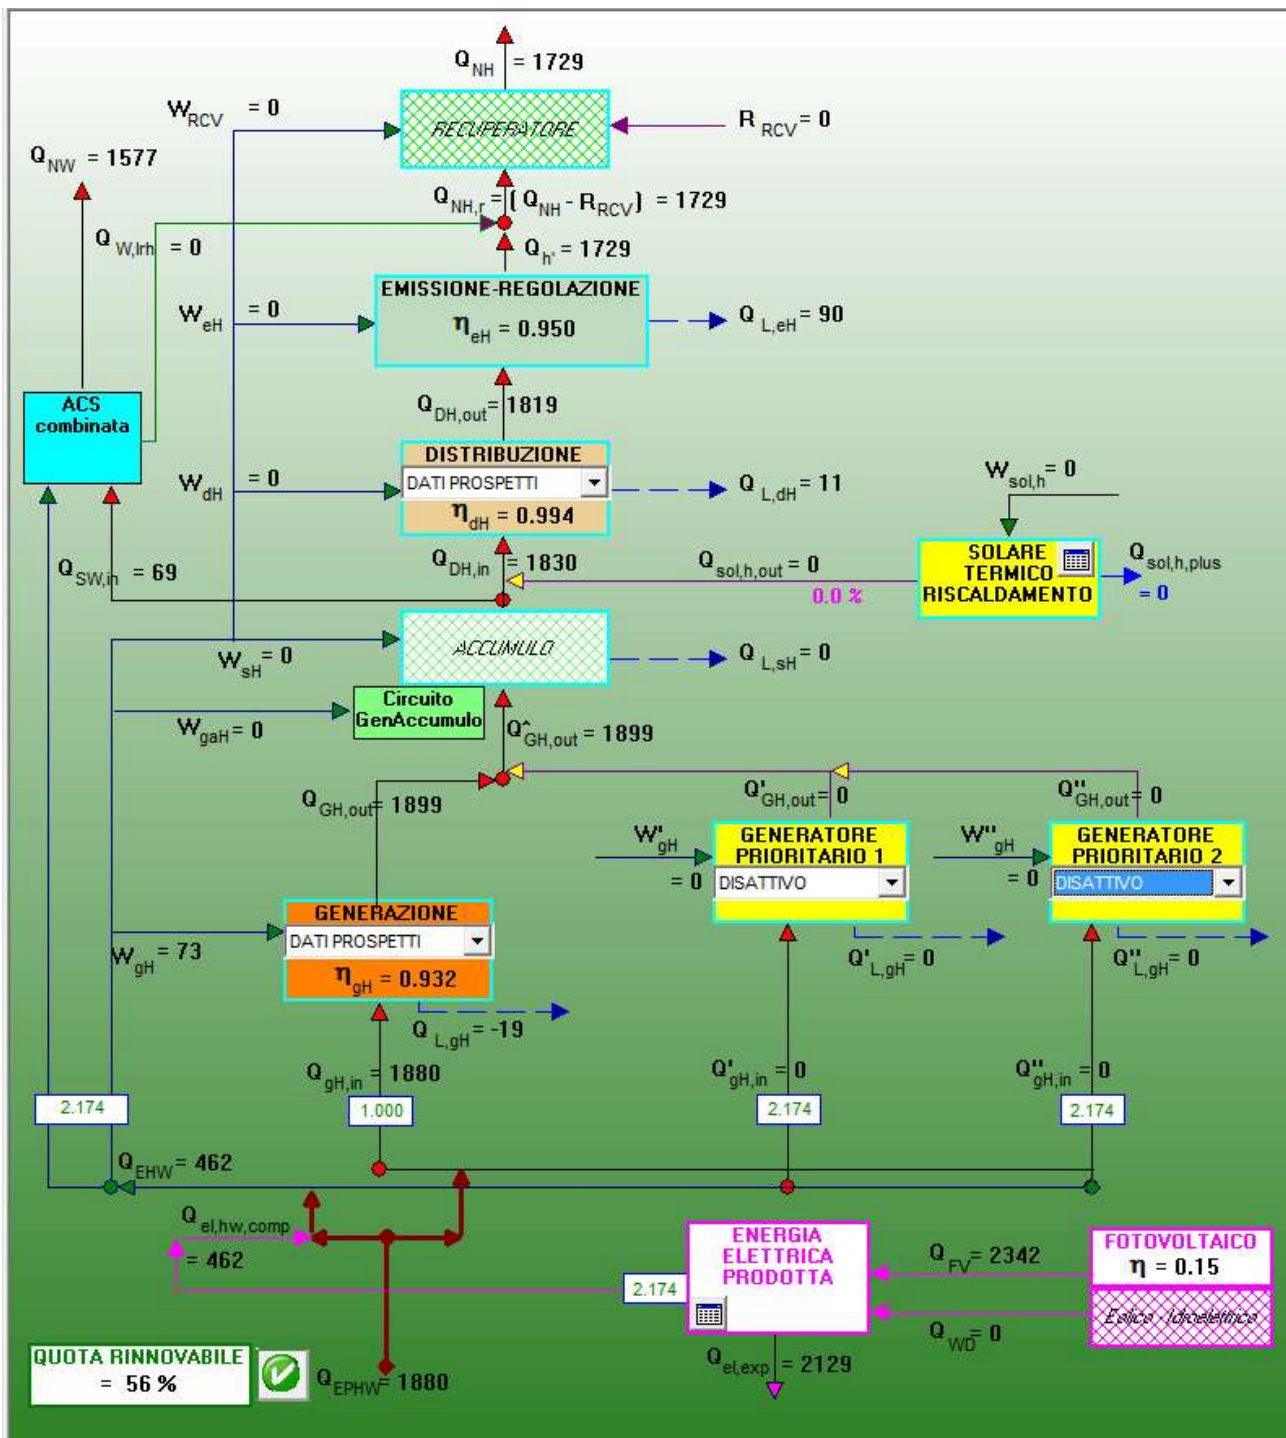 Q NH = 1729
W RCV = 0
RECUPERATORE
R RCV = 0
Q NW = 1577
Q NH,r = ( Q NH - R RCV ) = 1729
Q W,lrh = 0
Q h' = 1729
EMISSIONE-REGOLAZIONE
W eH = 0
η eH = 0.950
Q L,eH = 90
ACS
combinata
Q DH,out = 1819
DISTRIBUZIONE
W dH = 0
DATI PROSPETTI
Q L,dH = 11
η dH = 0.994
W sol,h = 0
Q SW,in = 69
Q DH,in = 1830
Q sol,h,out = 0
0.0 %
SOLARE
TERMICO
RISCALDAMENTO
Q sol,h,plus
= 0
W sH = 0
ACCUMULO
Q L,sH = 0
Circuito
GenAccumulo
W gaH = 0
Q^ GH,out = 1899
Q GH,out = 1899
Q' GH,out = 0
Q'' GH,out = 0
W' gH
= 0
GENERATORE
PRIORITARIO 1
DISATTIVO
W'' gH
= 0
GENERATORE
PRIORITARIO 2
DISATTIVO
GENERAZIONE
DATI PROSPETTI
W gH = 73
η gH = 0.932
Q' L,gH = 0
Q'' L,gH = 0
Q L,gH = -19
Q gH,in = 1880
Q' gH,in = 0
Q'' gH,in = 0
2.174
1.000
2.174
2.174
Q EHW = 462
Q el,hw,comp
= 462
ENERGIA
ELETTRICA
PRODOTTA
2.174
Q FV = 2342
FOTOVOLTAICO
η = 0.15
Eolico Idroelettrico
Q WD = 0
Q el,exp = 2129
QUOTA RINNOVABILE
= 56 %
Q EPHW = 1880